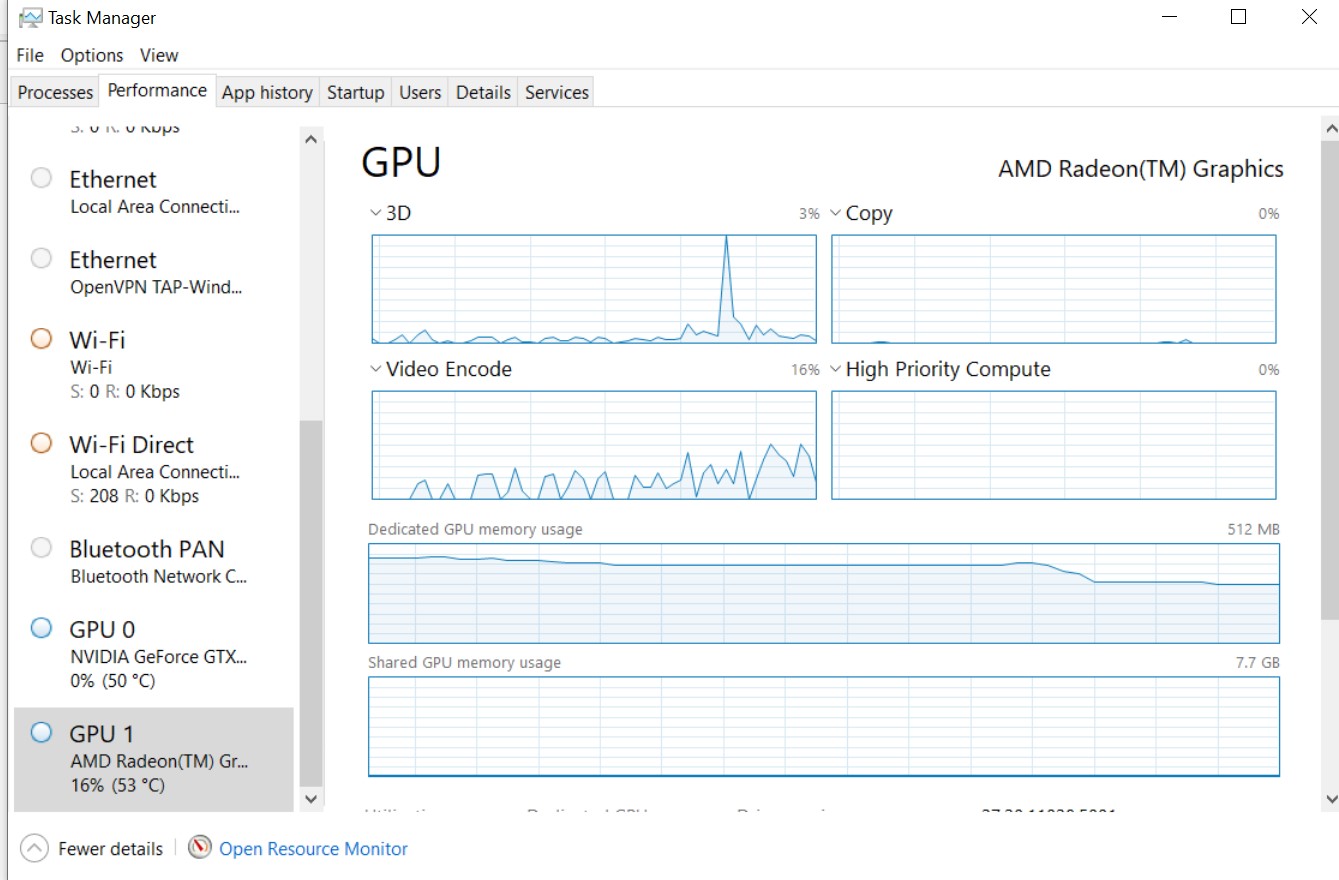 Task Manager
File Options View
Processes Performance App history Startup Users Details Services
Ethernet
Local Area Connecti...
Ethernet
OpenVPN TAP-Wind...
Wi-Fi
Wi-Fi
S: 0 R: 0 Kbps
Wi-Fi Direct
Local Area Connecti...
S: 208 R: 0 Kbps
Bluetooth PAN
Bluetooth Network C...
GPU 0
NVIDIA GeForce GTX...
0% (50 °C)
GPU 1
AMD Radeon(TM) Gr...
16% (53 °C)
GPU
AMD Radeon(TM) Graphics
3D 3%
Copy 0%
Video Encode 16%
High Priority Compute 0%
Dedicated GPU memory usage 512 MB
Shared GPU memory usage 7.7 GB
Fewer details
Open Resource Monitor